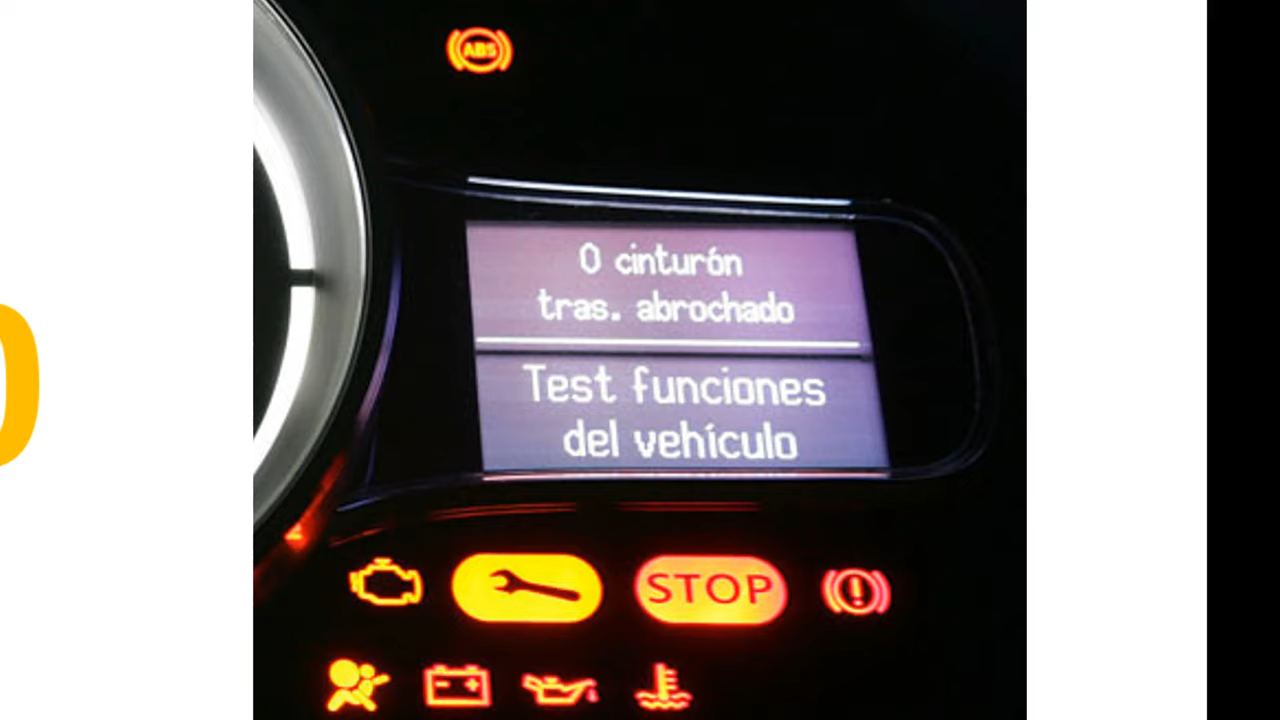 ABS
0 cinturón
tras. abrochado
Test funciones
del vehículo
STOP